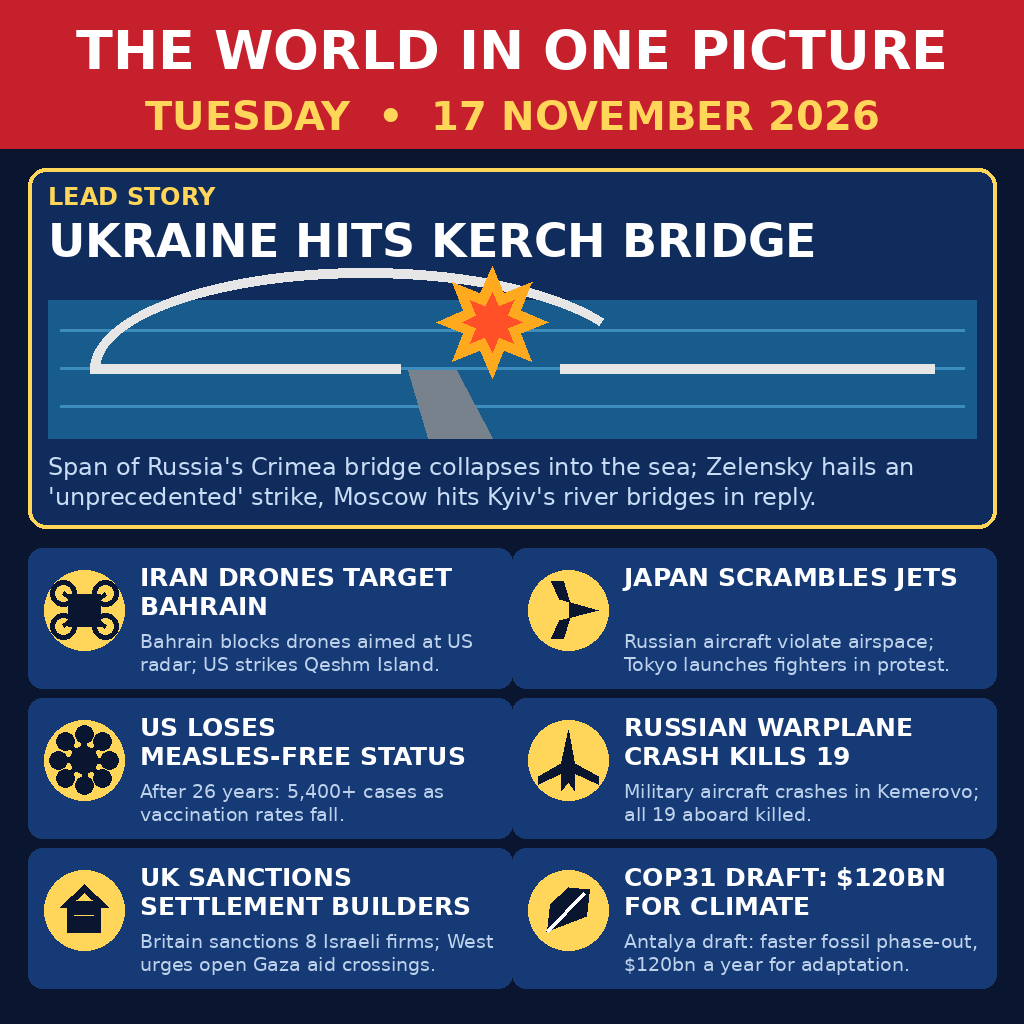 THE WORLD IN ONE PICTURE
TUESDAY • 17 NOVEMBER 2026
LEAD STORY
UKRAINE HITS KERCH BRIDGE
Span of Russia's Crimea bridge collapses into the sea; Zelensky hails an
'unprecedented' strike, Moscow hits Kyiv's river bridges in reply.
IRAN DRONES TARGET
BAHRAIN
Bahrain blocks drones aimed at US
radar; US strikes Qeshm Island.
JAPAN SCRAMBLES JETS
Russian aircraft violate airspace;
Tokyo launches fighters in protest.
US LOSES
MEASLES-FREE STATUS
After 26 years: 5,400+ cases as
vaccination rates fall.
RUSSIAN WARPLANE
CRASH KILLS 19
Military aircraft crashes in Kemerovo;
all 19 aboard killed.
UK SANCTIONS
SETTLEMENT BUILDERS
Britain sanctions 8 Israeli firms; West
urges open Gaza aid crossings.
COP31 DRAFT: $120BN
FOR CLIMATE
Antalya draft: faster fossil phase-out,
$120bn a year for adaptation.